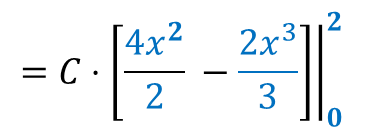 = C · [4x²/2 − 2x³/3]|₀²